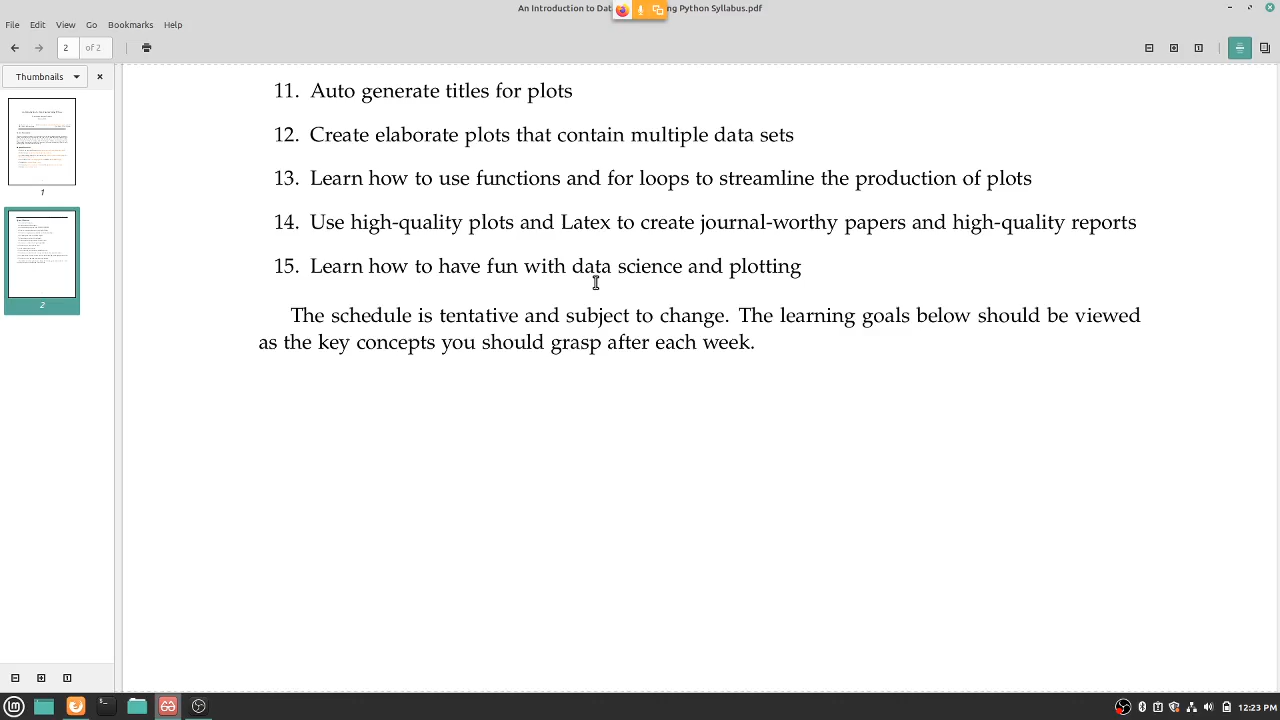 An Introduction to Dat ng Python Syllabus.pdf
File Edit View Go Bookmarks Help
2 of 2
Thumbnails
11. Auto generate titles for plots
12. Create elaborate plots that contain multiple data sets
13. Learn how to use functions and for loops to streamline the production of plots
14. Use high-quality plots and Latex to create journal-worthy papers and high-quality reports
15. Learn how to have fun with data science and plotting
The schedule is tentative and subject to change. The learning goals below should be viewed
as the key concepts you should grasp after each week.
1
2
12:23 PM